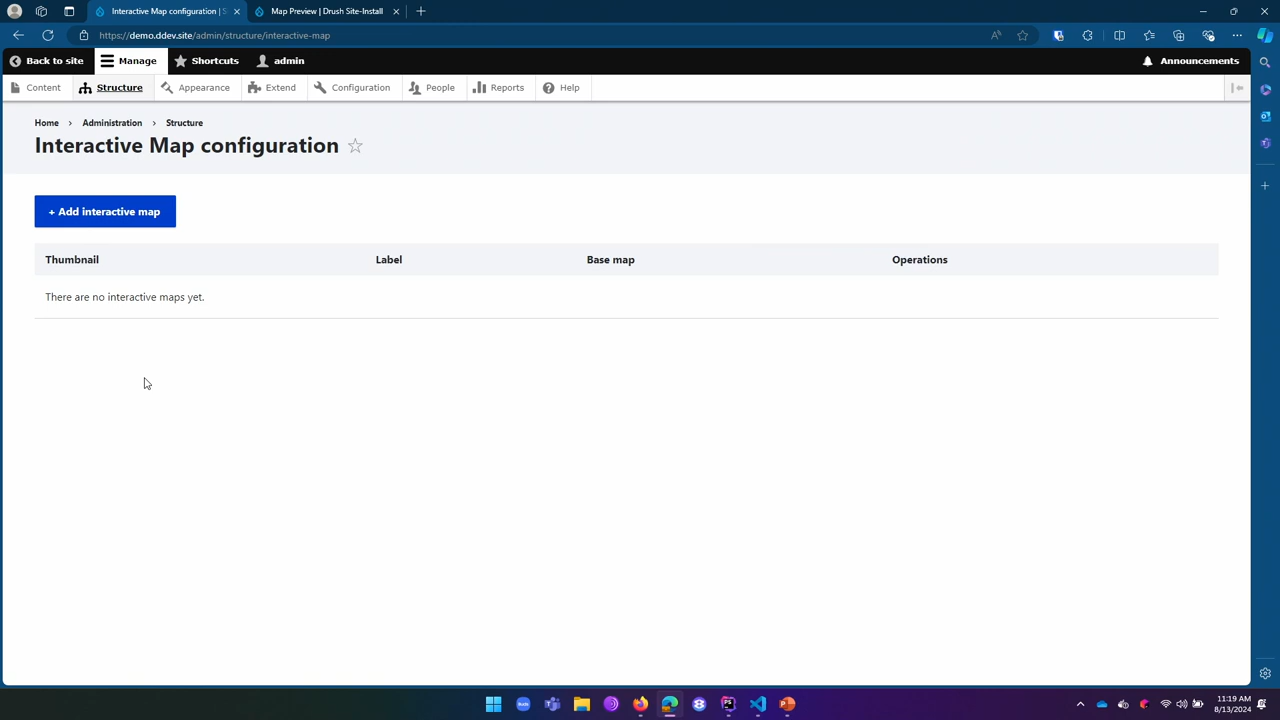 Interactive Map configuration | S
Map Preview | Drush Site-Install
https://demo.ddev.site/admin/structure/interactive-map
Back to site
Manage
Shortcuts
admin
Announcements
Content
Structure
Appearance
Extend
Configuration
People
Reports
Help
Home › Administration › Structure
Interactive Map configuration
+ Add interactive map
Thumbnail Label Base map Operations
There are no interactive maps yet.
11:19 AM
8/13/2024